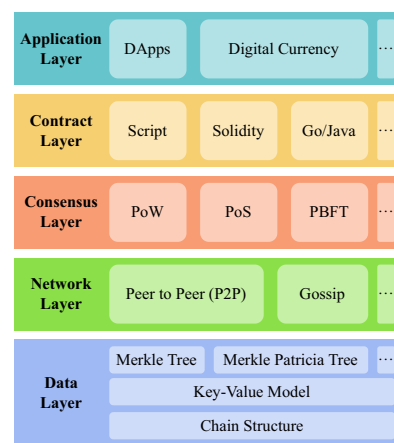 Application
Layer
DApps
Digital Currency
...
Contract
Layer
Script
Solidity
Go/Java
...
Consensus
Layer
PoW
PoS
PBFT
...
Network
Layer
Peer to Peer (P2P)
Gossip
...
Data
Layer
Merkle Tree
Merkle Patricia Tree
...
Key-Value Model
Chain Structure